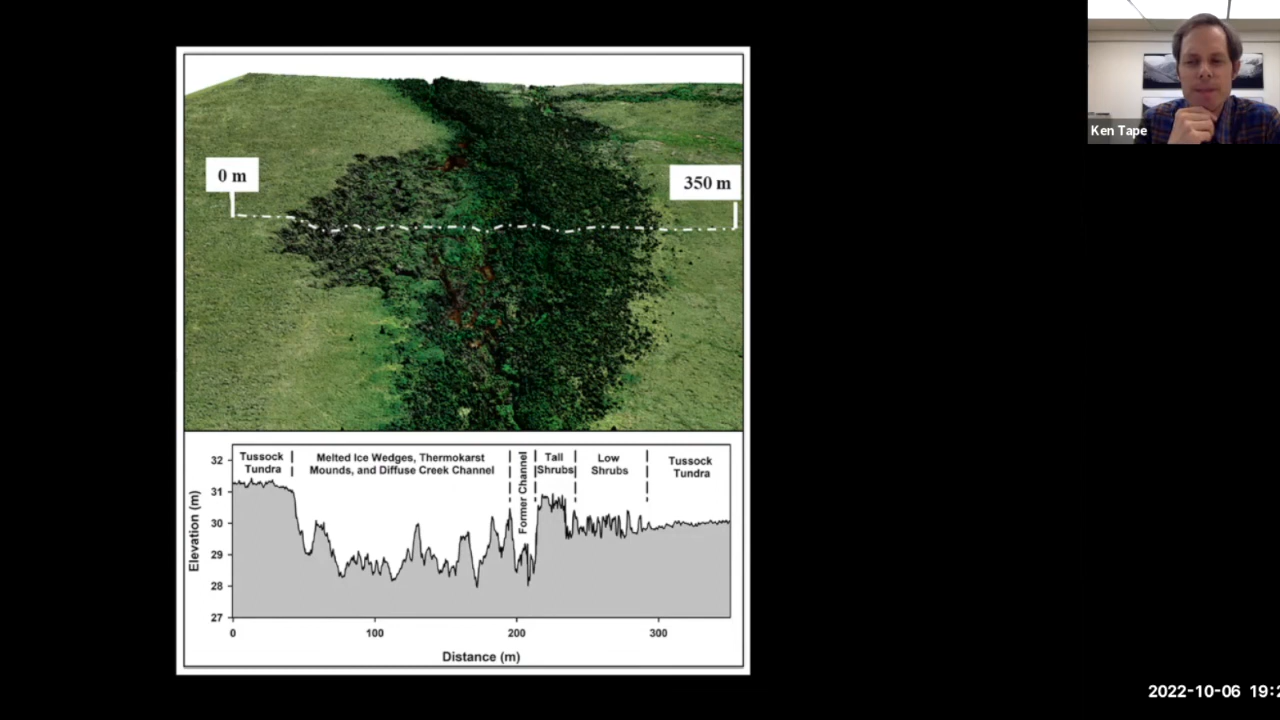 Ken Tape
0 m
350 m
Tussock
Tundra
Melted Ice Wedges, Thermokarst
Mounds, and Diffuse Creek Channel
Former Channel
Tall
Shrubs
Low
Shrubs
Tussock
Tundra
Elevation (m)
32
31
30
29
28
27
0
100
200
300
Distance (m)
2022-10-06 19:2